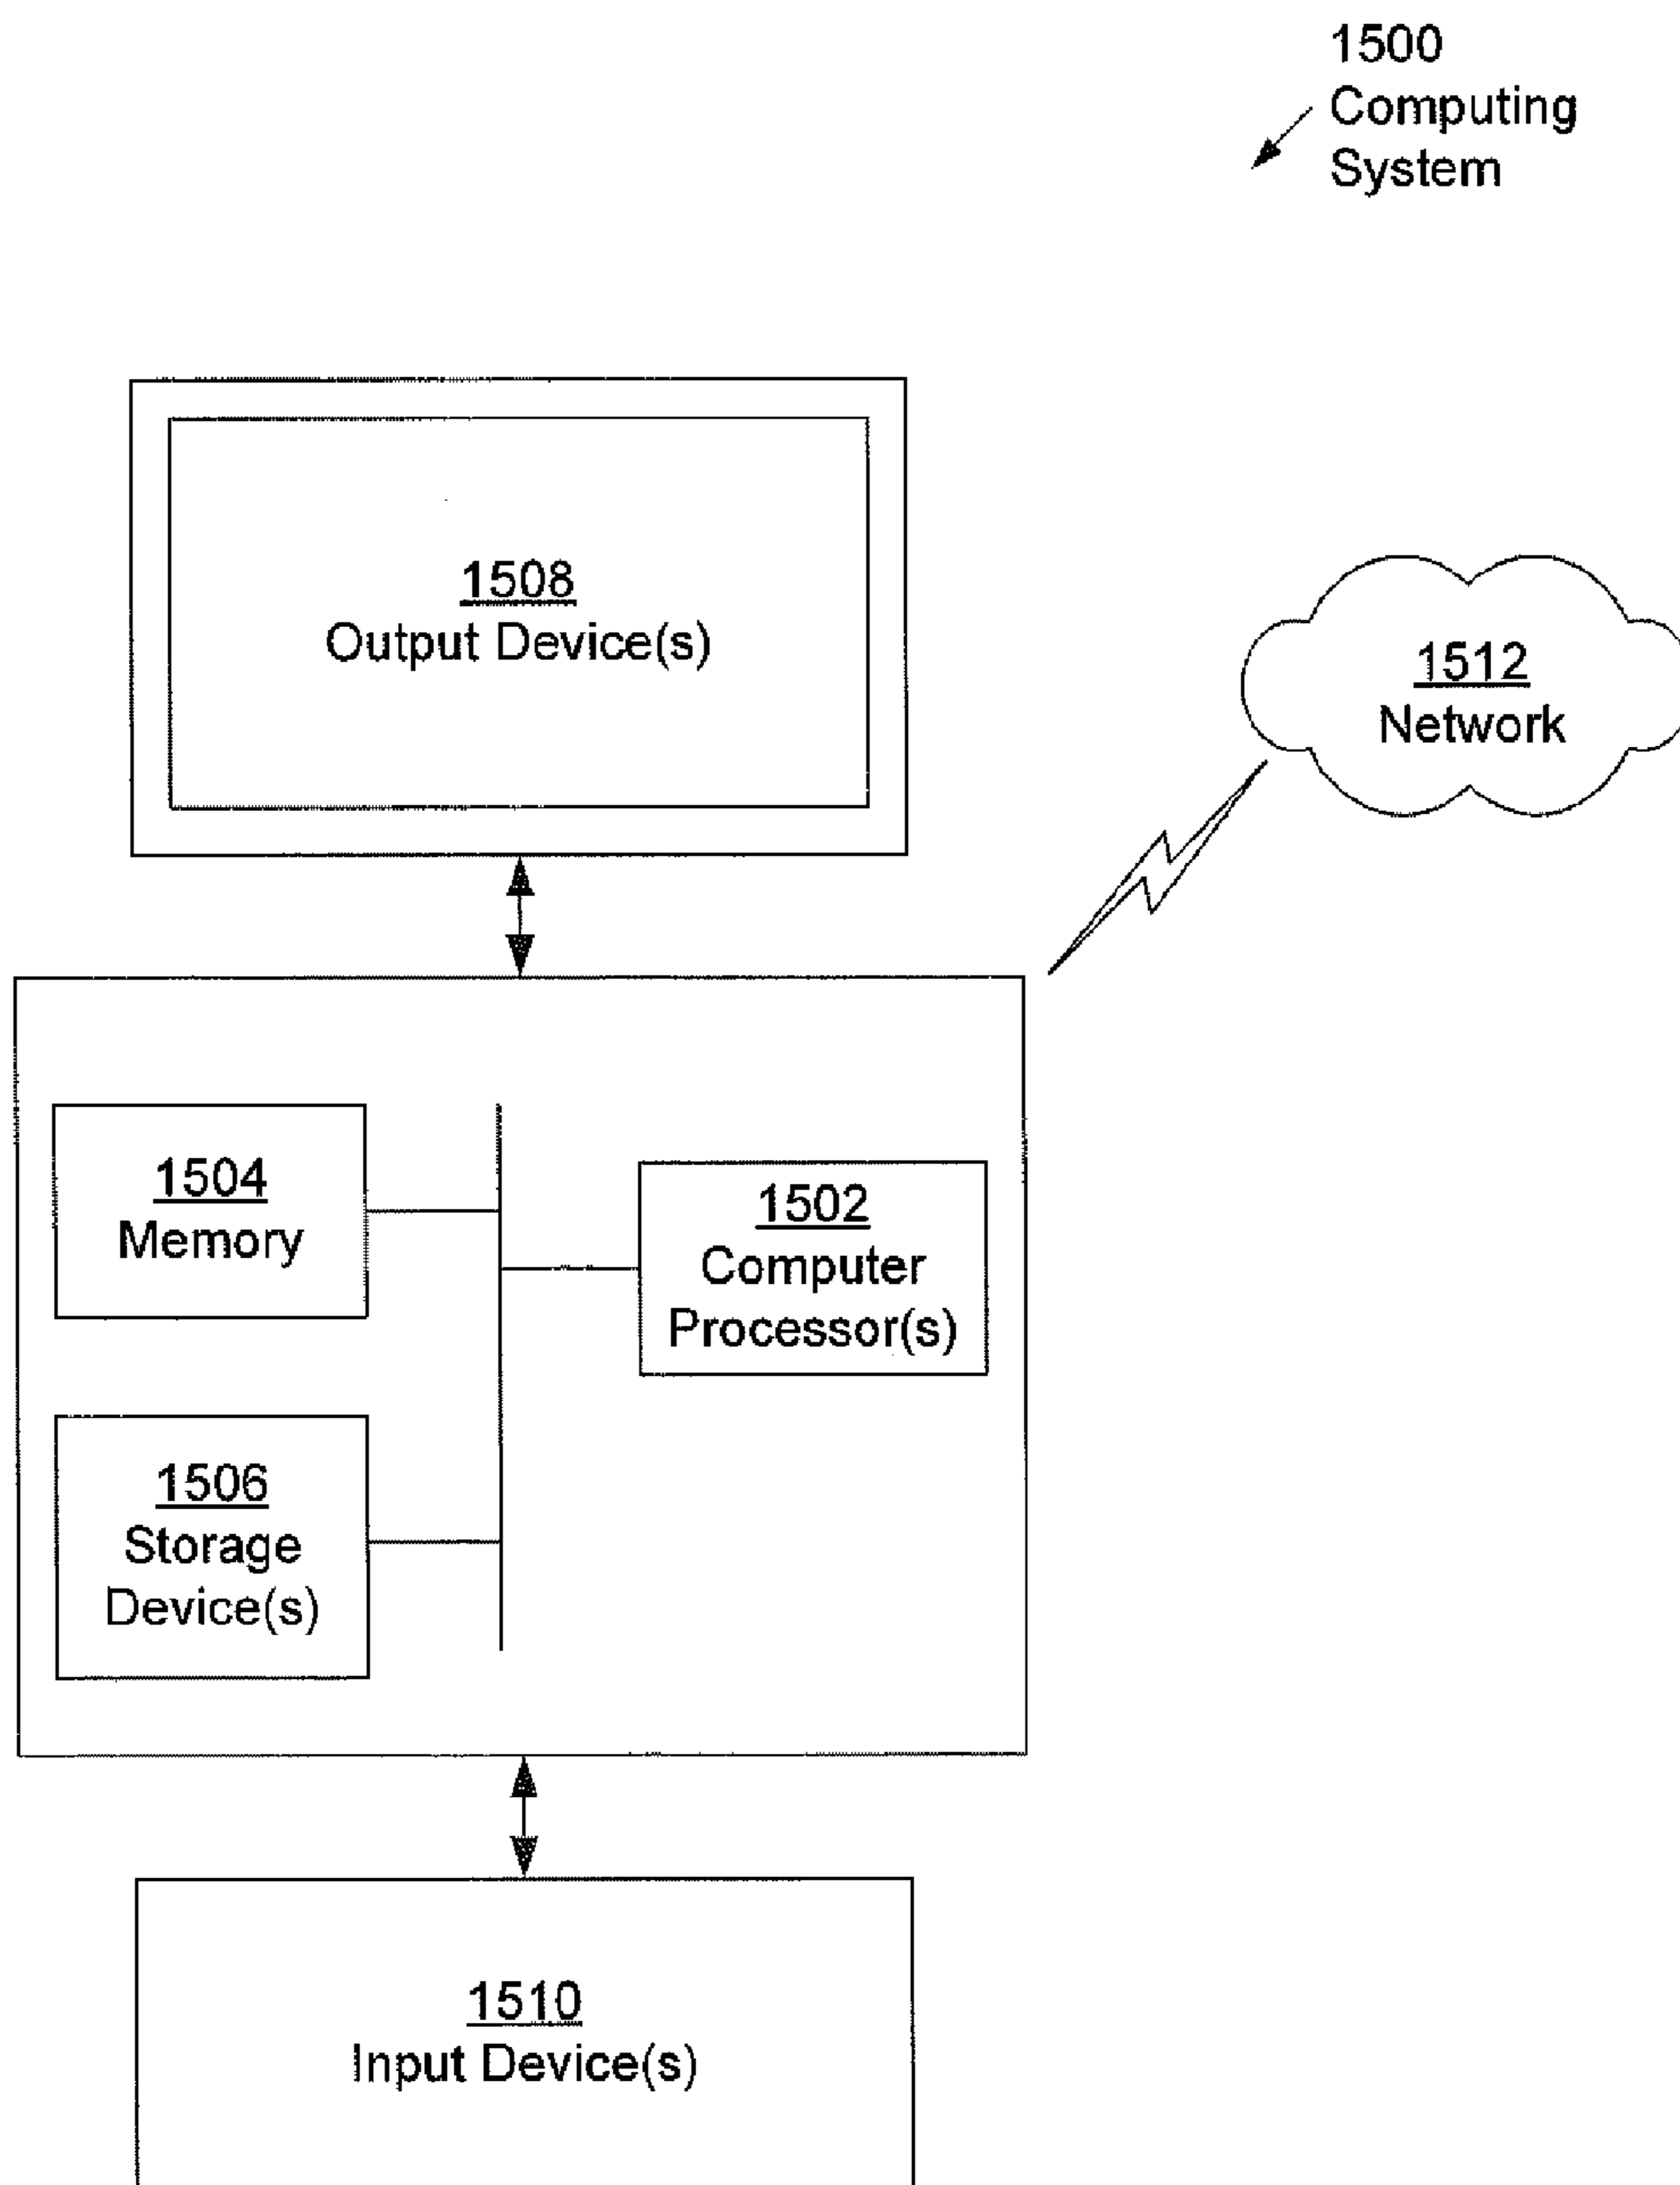 1500
Computing
System
1508
Output Device(s)
1512
Network
1504
Memory
1502
Computer
Processor(s)
1506
Storage
Device(s)
1510
Input Device(s)